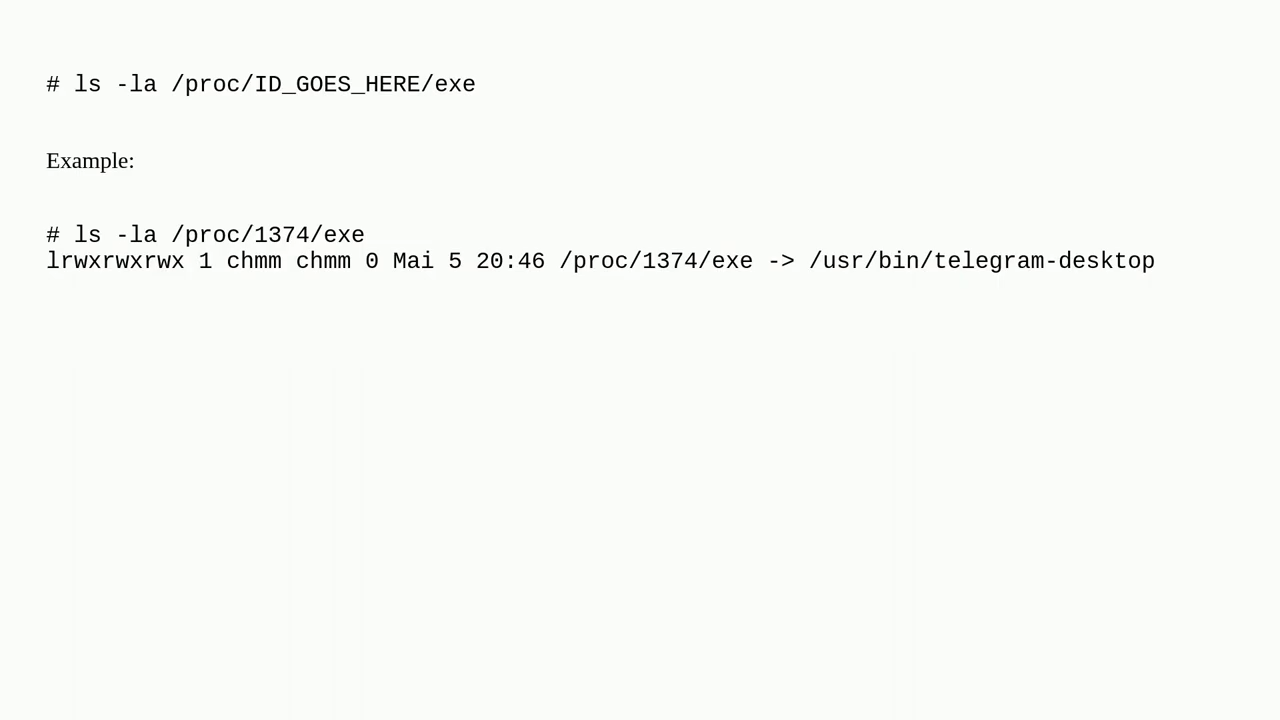 # ls -la /proc/ID_GOES_HERE/exe
Example:
# ls -la /proc/1374/exe
lrwxrwxrwx 1 chmm chmm 0 Mai 5 20:46 /proc/1374/exe -> /usr/bin/telegram-desktop